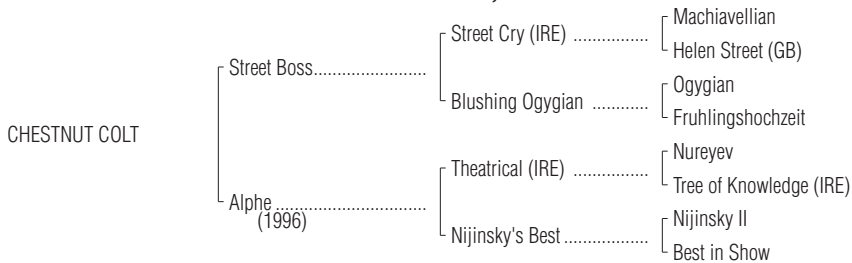 Machiavellian
Street Cry (IRE) ................
Helen Street (GB)
Street Boss........................
Ogygian
Blushing Ogygian ............
Fruhlingshochzeit
CHESTNUT COLT
Nureyev
Theatrical (IRE) ................
Tree of Knowledge (IRE)
Alphe ................................
(1996)
Nijinsky II
Nijinsky's Best ..................
Best in Show